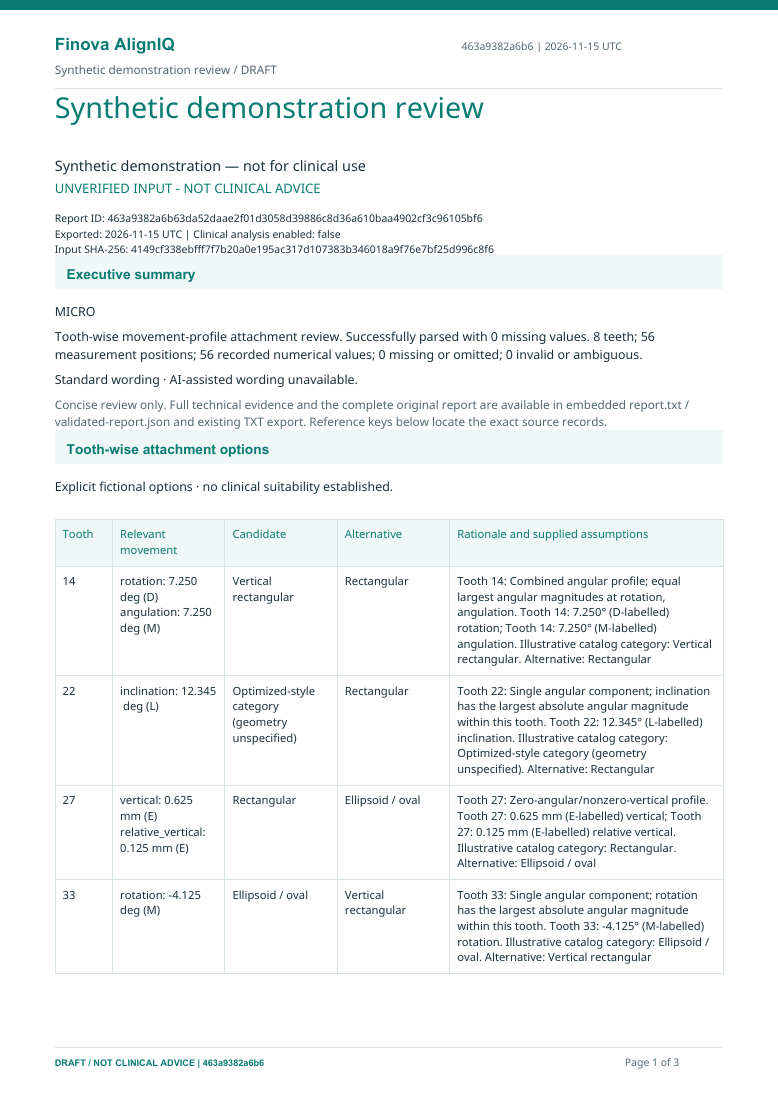 Finova AlignIQ
463a9382a6b6 | 2026-11-15 UTC
Synthetic demonstration review / DRAFT
Synthetic demonstration review
Synthetic demonstration — not for clinical use
UNVERIFIED INPUT - NOT CLINICAL ADVICE
Report ID: 463a9382a6b63da52daae2f01d3058d39886c8d36a610baa4902cf3c96105bf6
Exported: 2026-11-15 UTC | Clinical analysis enabled: false
Input SHA-256: 4149cf338ebfff7f7b20a0e195ac317d107383b346018a9f76e7bf25d996c8f6
Executive summary
MICRO
Tooth-wise movement-profile attachment review. Successfully parsed with 0 missing values. 8 teeth; 56
measurement positions; 56 recorded numerical values; 0 missing or omitted; 0 invalid or ambiguous.
Standard wording · AI-assisted wording unavailable.
Concise review only. Full technical evidence and the complete original report are available in embedded report.txt /
validated-report.json and existing TXT export. Reference keys below locate the exact source records.
Tooth-wise attachment options
Explicit fictional options · no clinical suitability established.
Tooth
Relevant
movement
Candidate
Alternative
Rationale and supplied assumptions
14
rotation: 7.250
deg (D)
angulation: 7.250
deg (M)
Vertical
rectangular
Rectangular
Tooth 14: Combined angular profile; equal
largest angular magnitudes at rotation,
angulation. Tooth 14: 7.250° (D-labelled)
rotation; Tooth 14: 7.250° (M-labelled)
angulation. Illustrative catalog category: Vertical
rectangular. Alternative: Rectangular
22
inclination: 12.345
deg (L)
Optimized-style
category
(geometry
unspecified)
Rectangular
Tooth 22: Single angular component; inclination
has the largest absolute angular magnitude
within this tooth. Tooth 22: 12.345° (L-labelled)
inclination. Illustrative catalog category:
Optimized-style category (geometry
unspecified). Alternative: Rectangular
27
vertical: 0.625
mm (E)
relative_vertical:
0.125 mm (E)
Rectangular
Ellipsoid / oval
Tooth 27: Zero-angular/nonzero-vertical profile.
Tooth 27: 0.625 mm (E-labelled) vertical; Tooth
27: 0.125 mm (E-labelled) relative vertical.
Illustrative catalog category: Rectangular.
Alternative: Ellipsoid / oval
33
rotation: -4.125
deg (M)
Ellipsoid / oval
Vertical
rectangular
Tooth 33: Single angular component; rotation
has the largest absolute angular magnitude
within this tooth. Tooth 33: -4.125° (M-labelled)
rotation. Illustrative catalog category: Ellipsoid /
oval. Alternative: Vertical rectangular
DRAFT / NOT CLINICAL ADVICE | 463a9382a6b6
Page 1 of 3